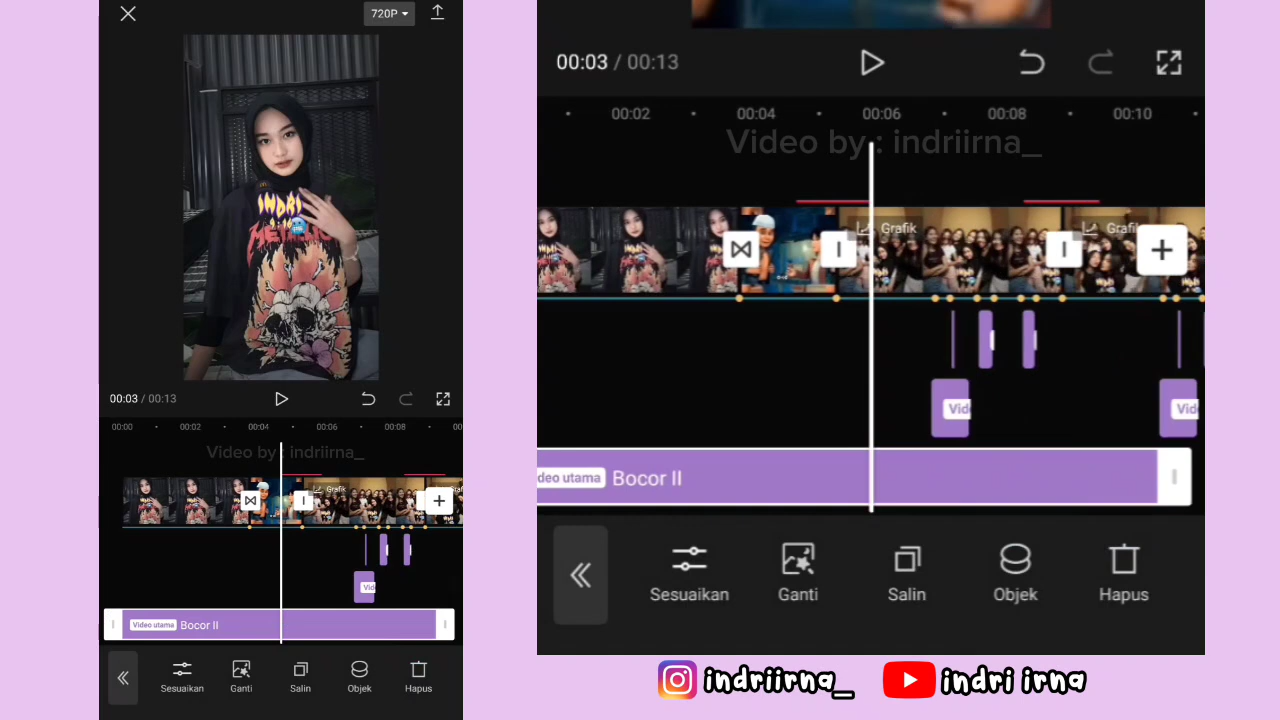 720P
INDRI
00:03 / 00:13
00:00 00:02 00:04 00:06 00:08 00
Video by : indriirna_
Grafik
Vid
Video utama Bocor II
Sesuaikan Ganti Salin Objek Hapus
00:03 / 00:13
00:02 00:04 00:06 00:08 00:10
Video by : indriirna_
Grafik Grafi
Vid Vid
deo utama Bocor II
Sesuaikan Ganti Salin Objek Hapus
indriirna_ indri irna